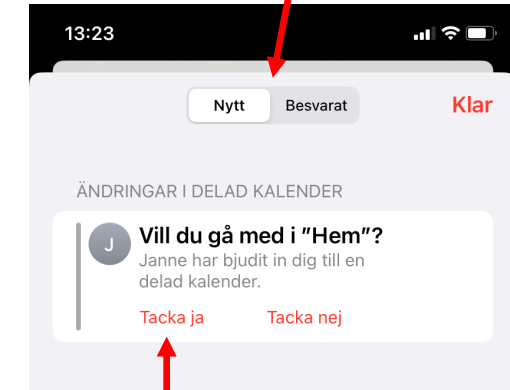 13:23
Nytt Besvarat Klar
ÄNDRINGAR I DELAD KALENDER
J
Vill du gå med i ”Hem”?
Janne har bjudit in dig till en
delad kalender.
Tacka ja Tacka nej